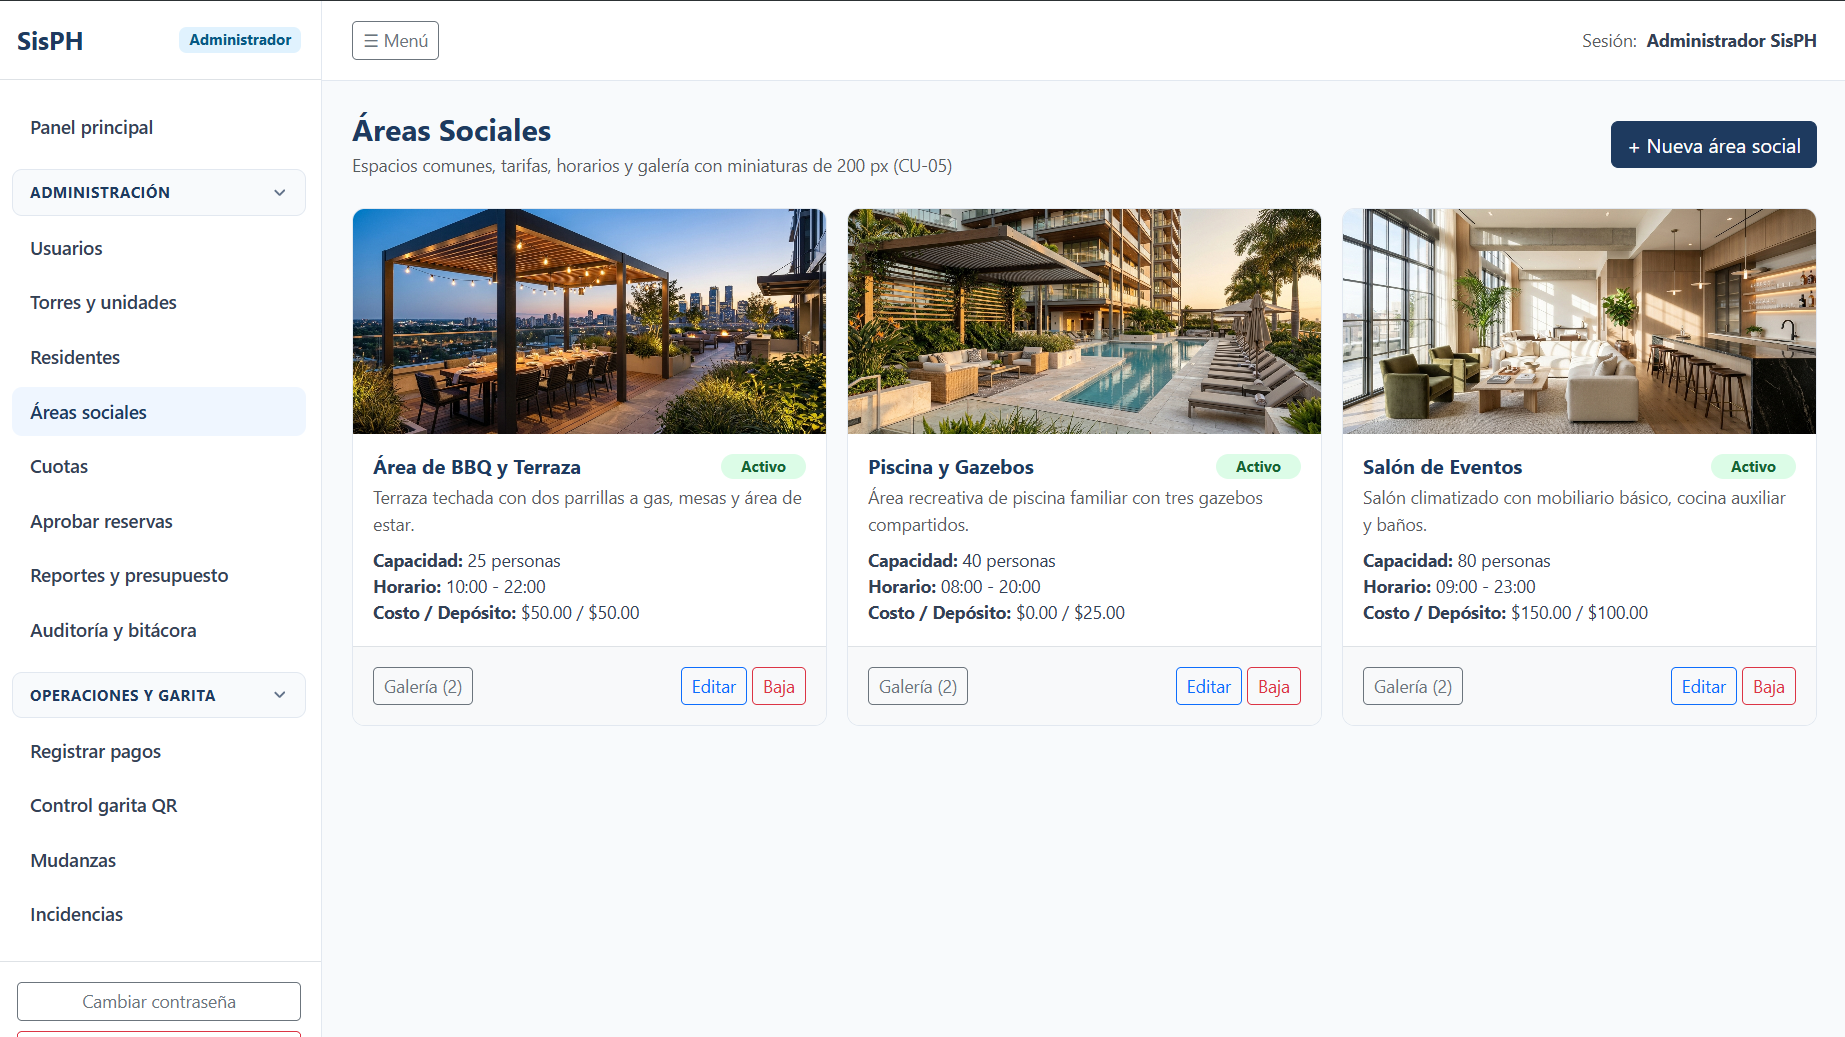 SisPH
Administrador
☰ Menú
Sesión: Administrador SisPH
Panel principal
ADMINISTRACIÓN
Usuarios
Torres y unidades
Residentes
Áreas sociales
Cuotas
Aprobar reservas
Reportes y presupuesto
Auditoría y bitácora
OPERACIONES Y GARITA
Registrar pagos
Control garita QR
Mudanzas
Incidencias
Cambiar contraseña
Áreas Sociales
Espacios comunes, tarifas, horarios y galería con miniaturas de 200 px (CU-05)
+ Nueva área social
Área de BBQ y Terraza
Activo
Terraza techada con dos parrillas a gas, mesas y área de
estar.
Capacidad: 25 personas
Horario: 10:00 - 22:00
Costo / Depósito: $50.00 / $50.00
Galería (2)
Editar
Baja
Piscina y Gazebos
Activo
Área recreativa de piscina familiar con tres gazebos
compartidos.
Capacidad: 40 personas
Horario: 08:00 - 20:00
Costo / Depósito: $0.00 / $25.00
Galería (2)
Editar
Baja
Salón de Eventos
Activo
Salón climatizado con mobiliario básico, cocina auxiliar
y baños.
Capacidad: 80 personas
Horario: 09:00 - 23:00
Costo / Depósito: $150.00 / $100.00
Galería (2)
Editar
Baja